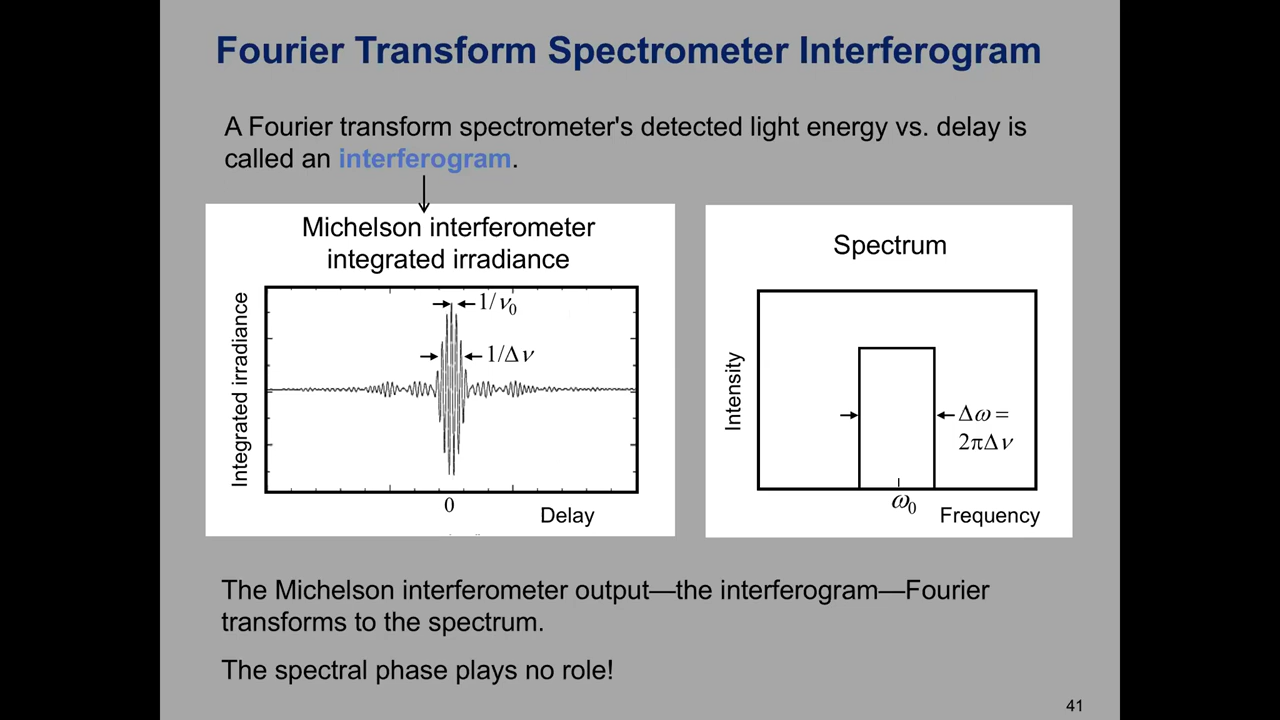 Fourier Transform Spectrometer Interferogram
A Fourier transform spectrometer's detected light energy vs. delay is
called an interferogram.
Michelson interferometer
integrated irradiance
Integrated irradiance
1/ν₀
1/Δν
0
Delay
Spectrum
Intensity
Δω =
2πΔν
ω₀
Frequency
The Michelson interferometer output—the interferogram—Fourier
transforms to the spectrum.
The spectral phase plays no role!
41